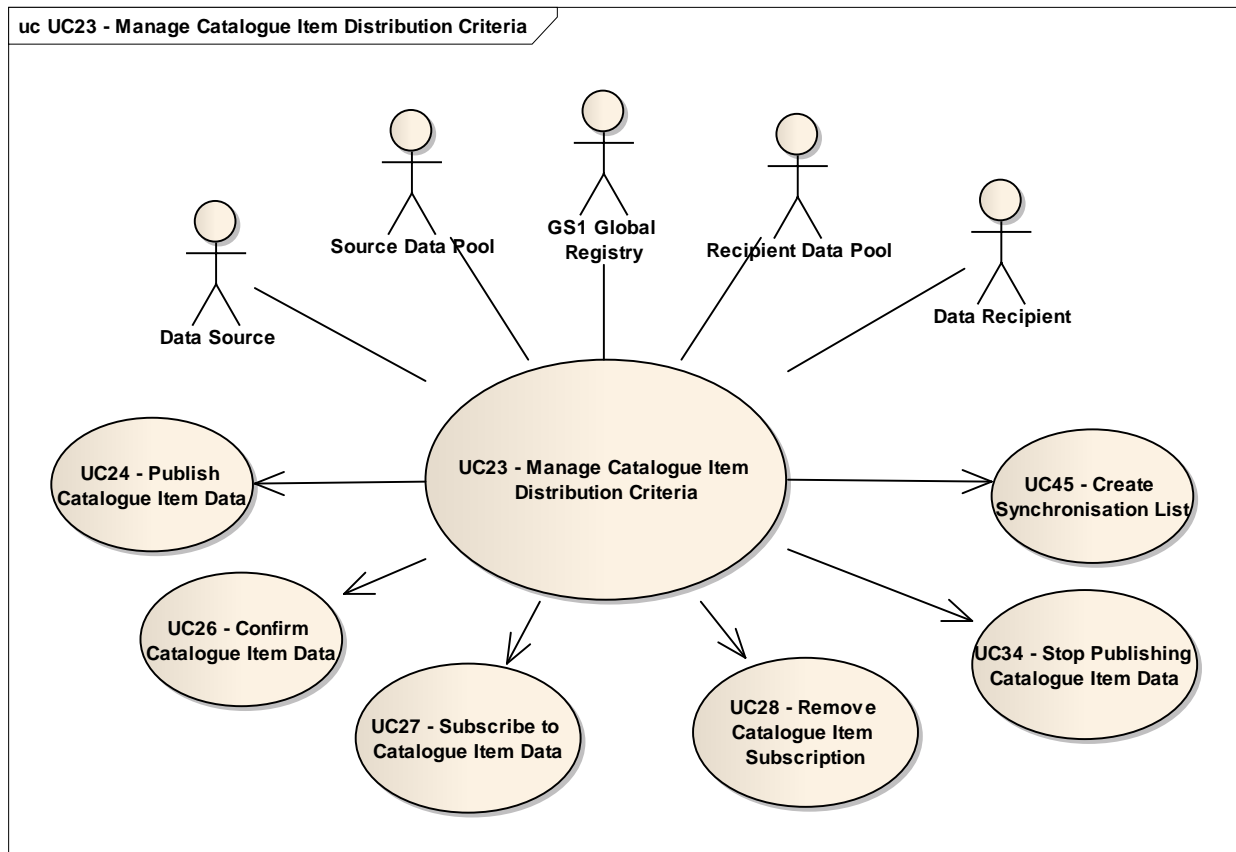 uc UC23 - Manage Catalogue Item Distribution Criteria
GS1 Global
Registry
Source Data Pool
Recipient Data Pool
Data Source
Data Recipient
UC23 - Manage Catalogue Item
Distribution Criteria
UC24 - Publish
Catalogue Item Data
UC45 - Create
Synchronisation List
UC26 - Confirm
Catalogue Item Data
UC34 - Stop Publishing
Catalogue Item Data
UC27 - Subscribe to
Catalogue Item Data
UC28 - Remove
Catalogue Item
Subscription